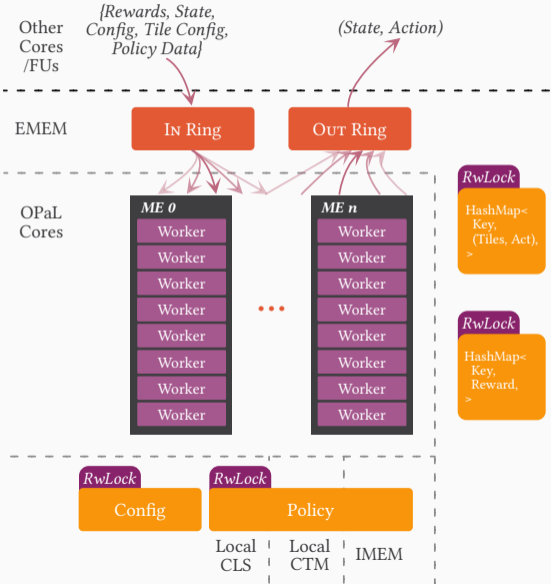 Other
Cores
/FUs
{Rewards, State,
Config, Tile Config,
Policy Data}
(State, Action)
EMEM
IN RING
OUT RING
OPaL
Cores
ME 0
Worker
Worker
Worker
Worker
Worker
Worker
Worker
Worker
...
ME n
Worker
Worker
Worker
Worker
Worker
Worker
Worker
Worker
RwLock
HashMap<
Key,
(Tiles, Act),
>
RwLock
HashMap<
Key,
Reward,
>
RwLock
Config
RwLock
Policy
Local
CLS
Local
CTM
IMEM